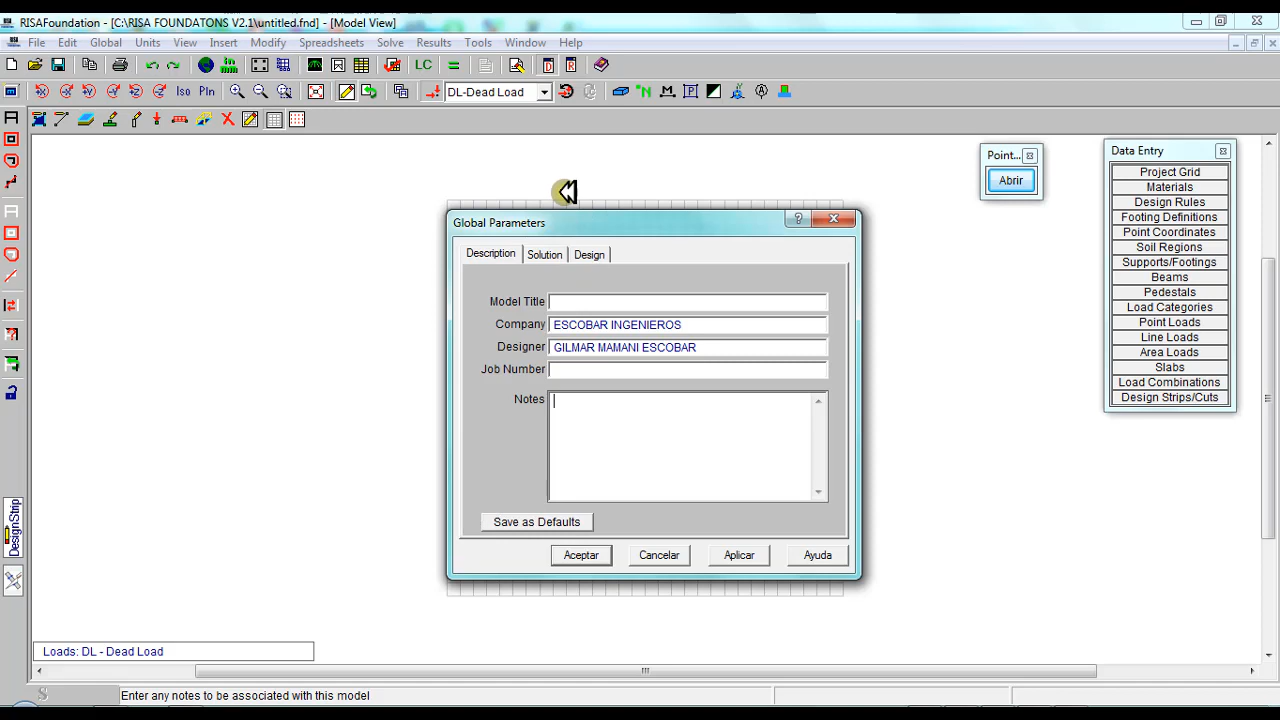 RISAFoundation - [C:\RISA FOUNDATONS V2.1\untitled.fnd] - [Model View]
File Edit Global Units View Insert Modify Spreadsheets Solve Results Tools Window Help
LC D R
Iso Pln DL-Dead Load
Point...
Abrir
Data Entry
Project Grid
Materials
Design Rules
Footing Definitions
Point Coordinates
Soil Regions
Supports/Footings
Beams
Pedestals
Load Categories
Point Loads
Line Loads
Area Loads
Slabs
Load Combinations
Design Strips/Cuts
Global Parameters
Description Solution Design
Model Title
Company ESCOBAR INGENIEROS
Designer GILMAR MAMANI ESCOBAR
Job Number
Notes
Save as Defaults
Aceptar Cancelar Aplicar Ayuda
DesignStrip
Loads: DL - Dead Load
S Enter any notes to be associated with this model